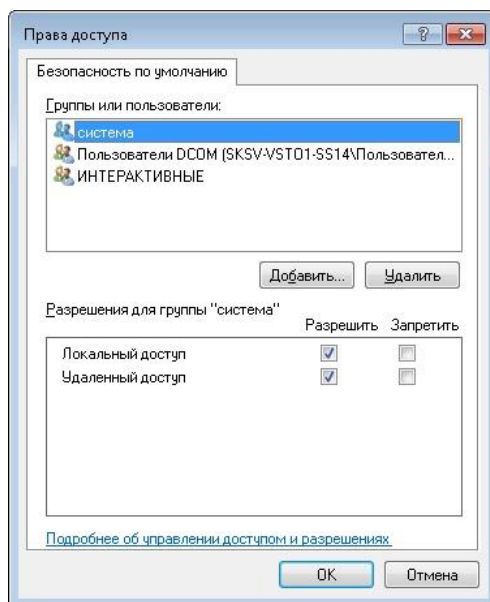 Права доступа
Безопасность по умолчанию
Группы или пользователи:
система
Пользователи DCOM (SKSV-VST01-SS14\Пользовател...
ИНТЕРАКТИВНЫЕ
Добавить... Удалить
Разрешения для группы "система"
Разрешить Запретить
Локальный доступ
Удаленный доступ
Подробнее об управлении доступом и разрешениях
OK Отмена